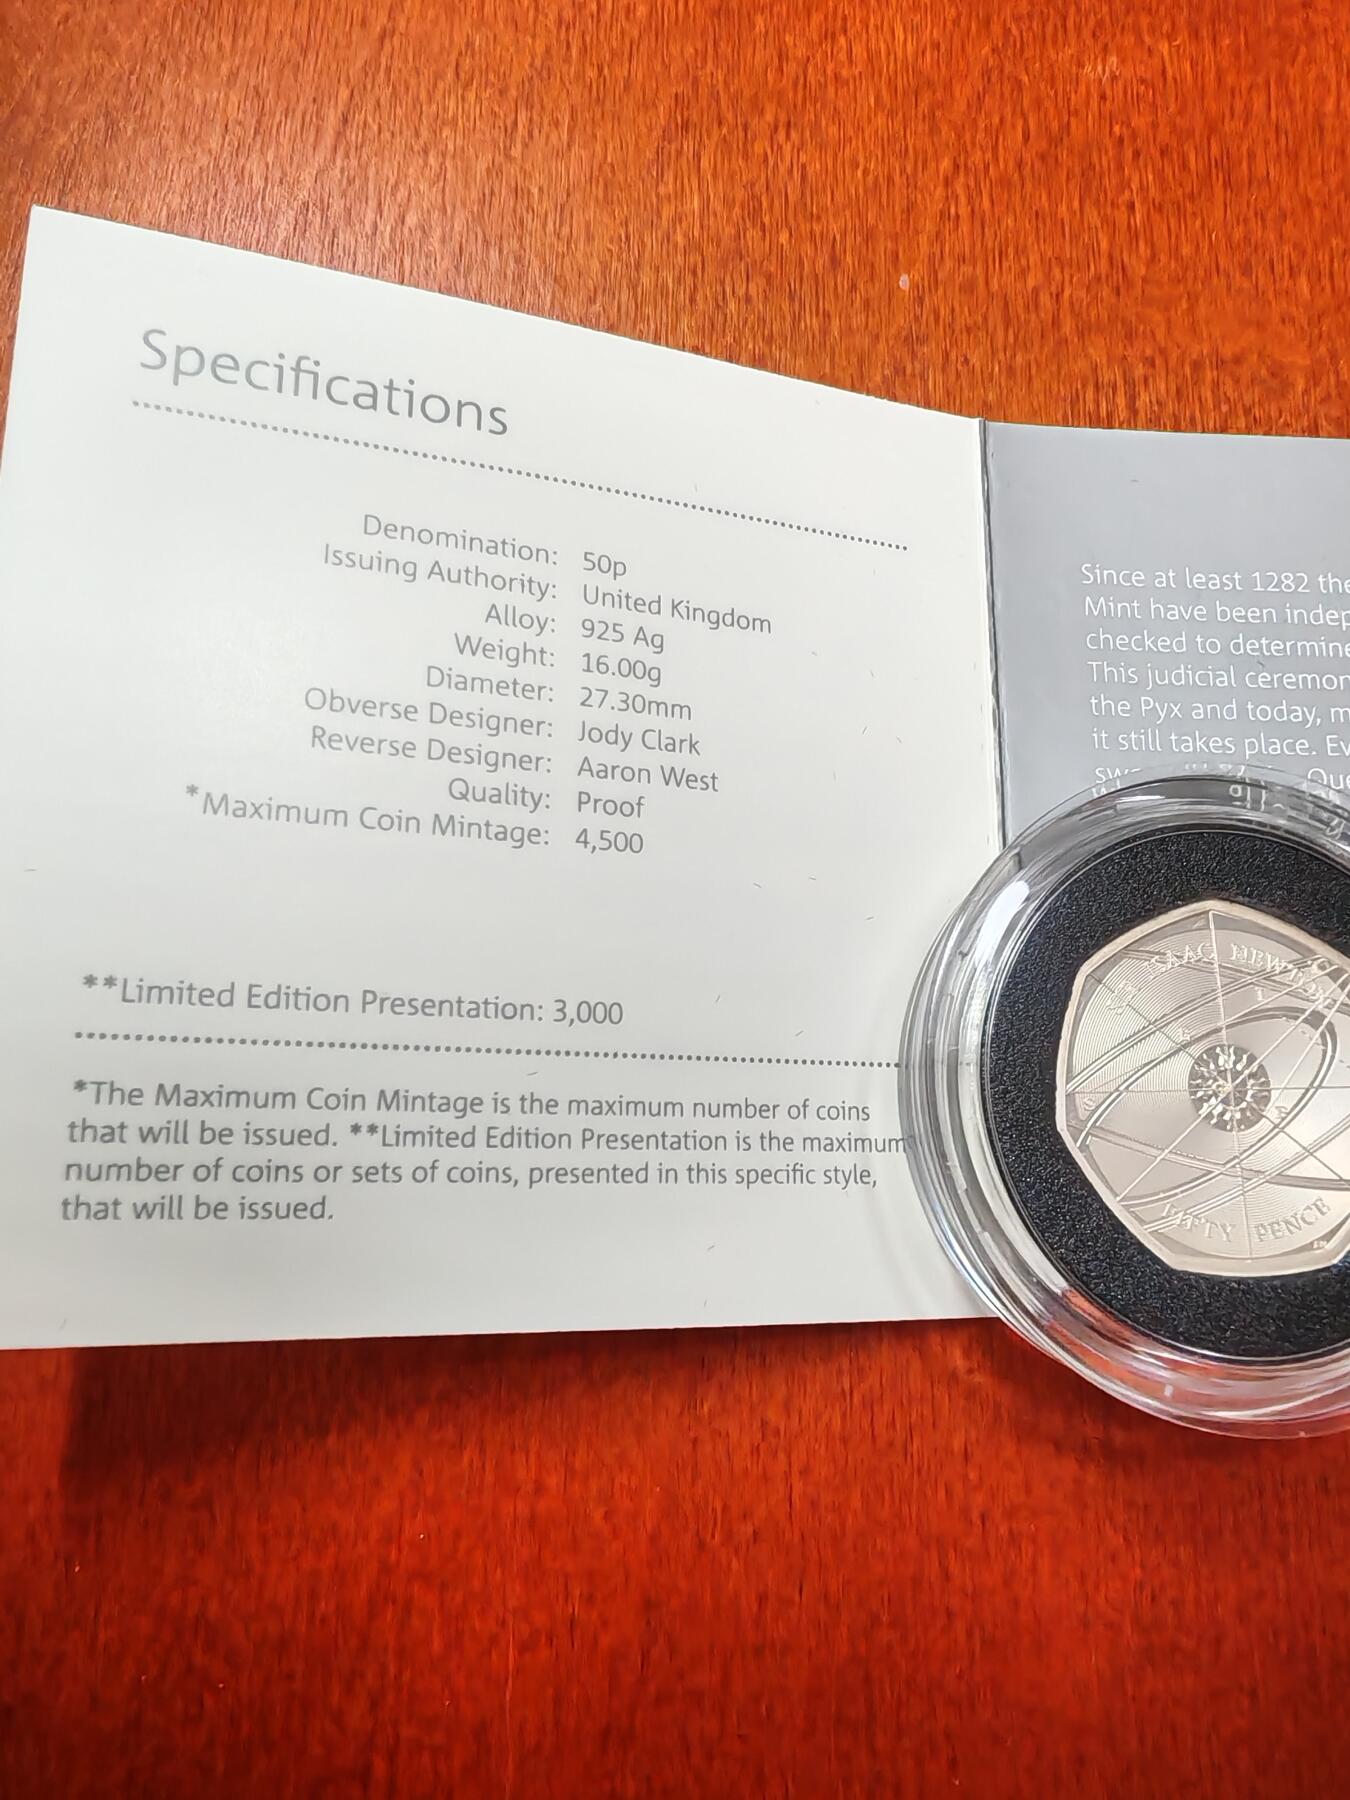 Specifications
Denomination: 50p
Issuing Authority: United Kingdom
Alloy: 925 Ag
Weight: 16.00g
Diameter: 27.30mm
Obverse Designer: Jody Clark
Reverse Designer: Aaron West
Quality: Proof
*Maximum Coin Mintage: 4,500
**Limited Edition Presentation: 3,000
*The Maximum Coin Mintage is the maximum number of coins
that will be issued. **Limited Edition Presentation is the maximum
number of coins or sets of coins, presented in this specific style,
that will be issued.
Since at least 1282 the
Mint have been indep
checked to determine
This judicial ceremon
the Pyx and today, m
it still takes place. Ev
Que
ISAAC NEWTON
FIFTY PENCE